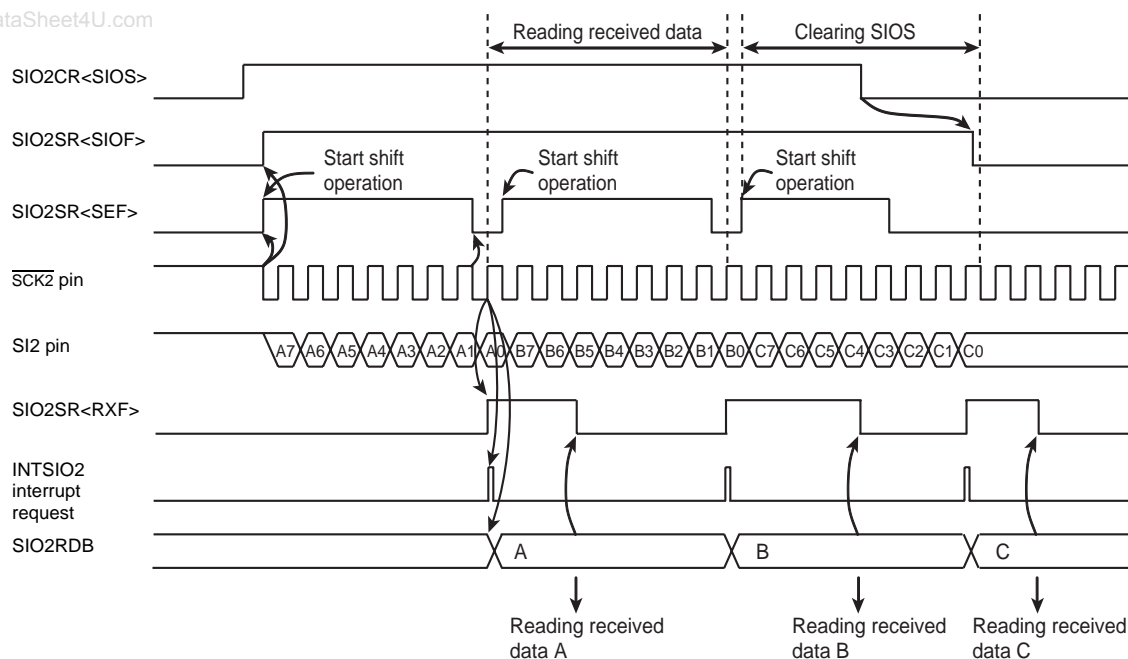 ataSheet4U.com
Reading received data
Clearing SIOS
SIO2CR<SIOS>
SIO2SR<SIOF>
Start shift operation
Start shift operation
Start shift operation
SIO2SR<SEF>
SCK2 pin
SI2 pin
A7 A6 A5 A4 A3 A2 A1 A0 B7 B6 B5 B4 B3 B2 B1 B0 C7 C6 C5 C4 C3 C2 C1 C0
SIO2SR<RXF>
INTSIO2
interrupt
request
SIO2RDB
A
B
C
Reading received
data A
Reading received
data B
Reading received
data C